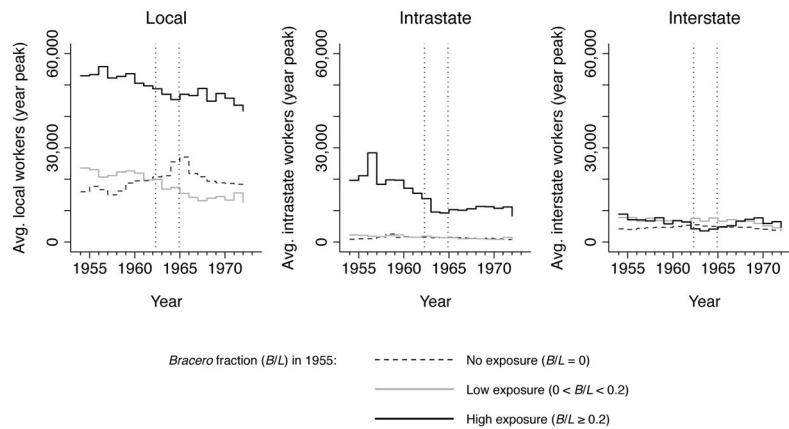 Local
Intrastate
Interstate
Avg. local workers (year peak)
0
30,000
60,000
1955 1960 1965 1970
Year
Avg. intrastate workers (year peak)
0
30,000
60,000
1955 1960 1965 1970
Year
Avg. interstate workers (year peak)
0
30,000
60,000
1955 1960 1965 1970
Year
Bracero fraction (B/L) in 1955:
No exposure (B/L = 0)
Low exposure (0 < B/L < 0.2)
High exposure (B/L ≥ 0.2)